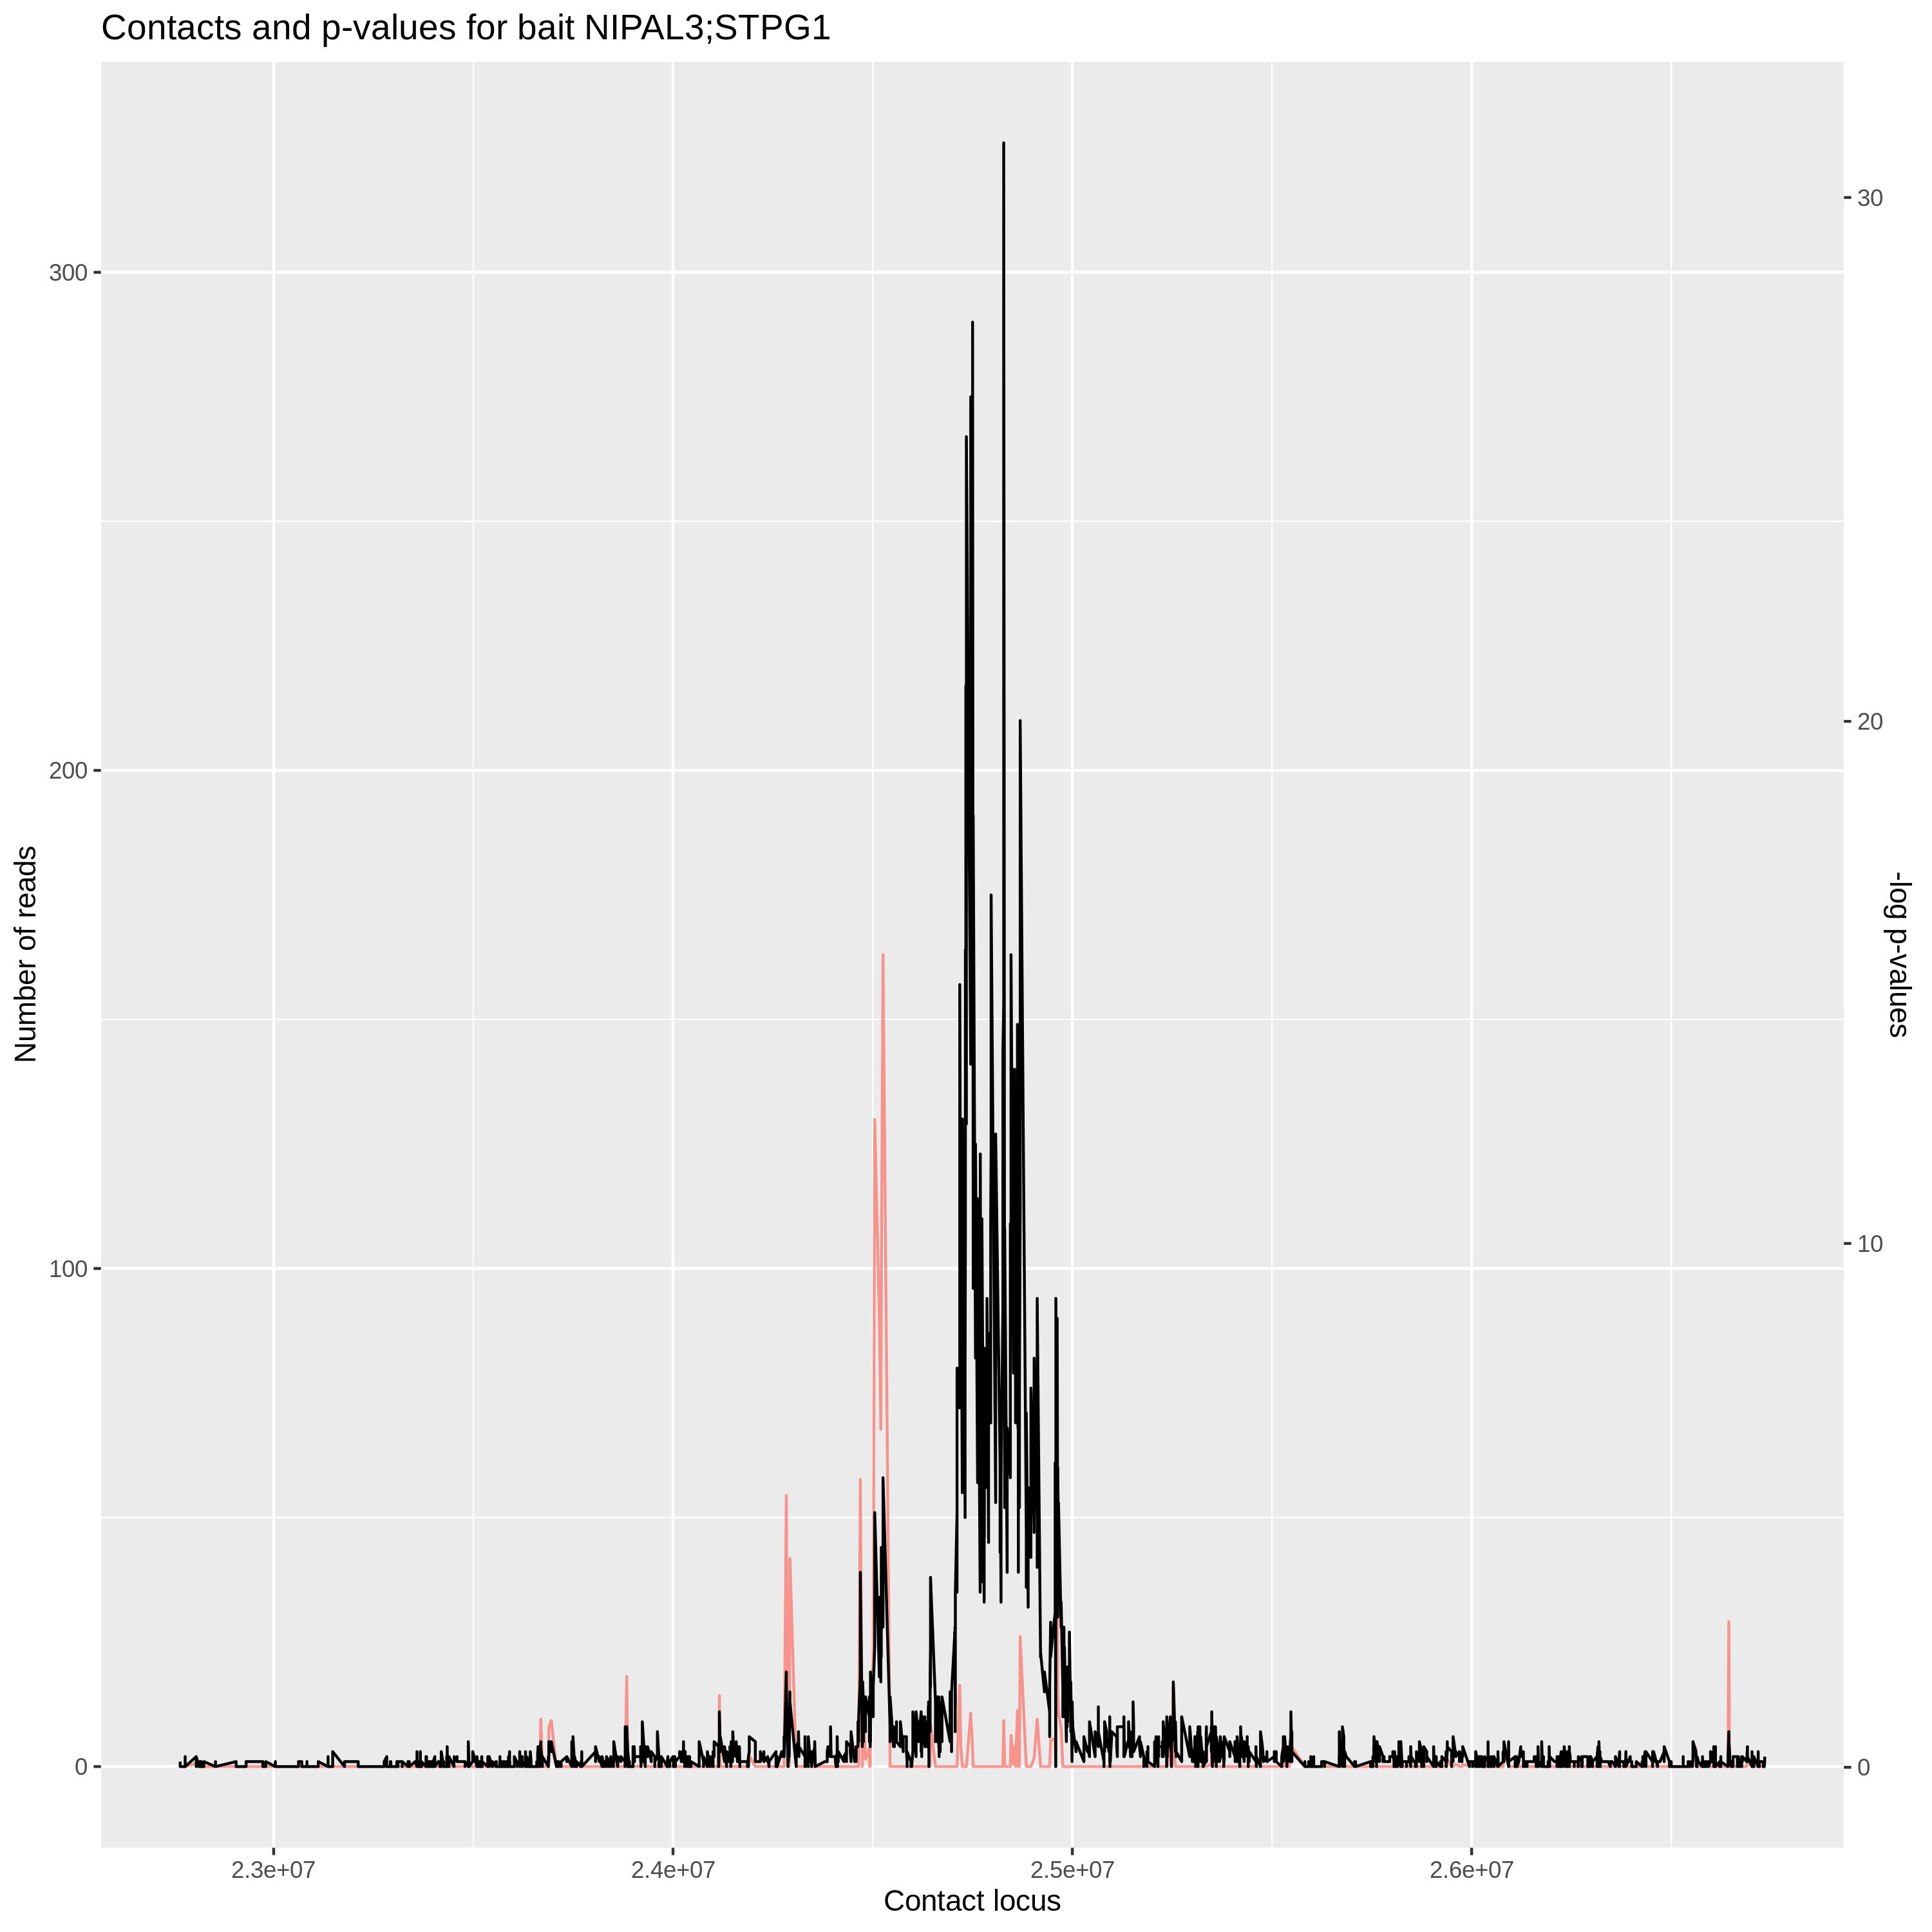 Contacts and p-values for bait NIPAL3;STPG1
Number of reads
300
200
100
0
-log p-values
30
20
10
0
2.3e+07 2.4e+07 2.5e+07 2.6e+07
Contact locus